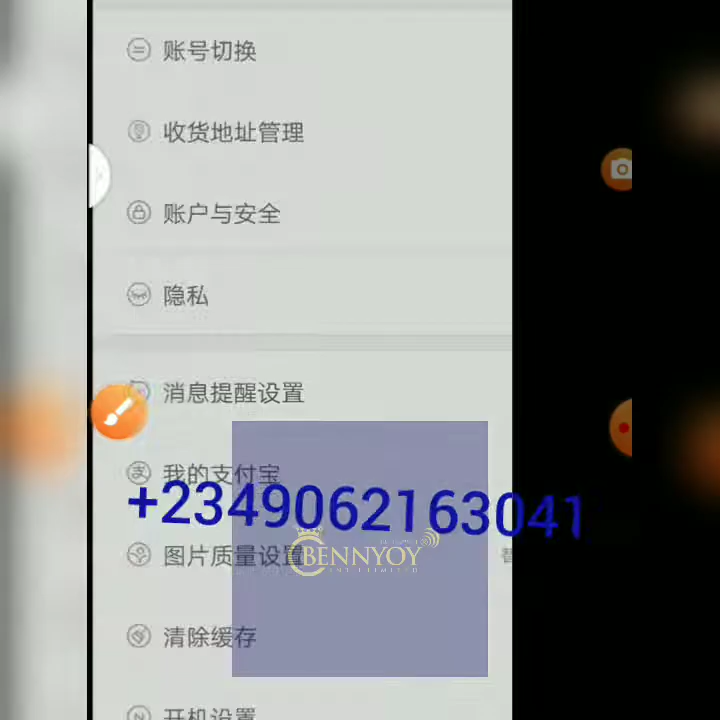 账号切换
收货地址管理
账户与安全
隐私
消息提醒设置
我的支付宝
+2349062163041
图片质量设置
BENNYOY
清除缓存
开机设置